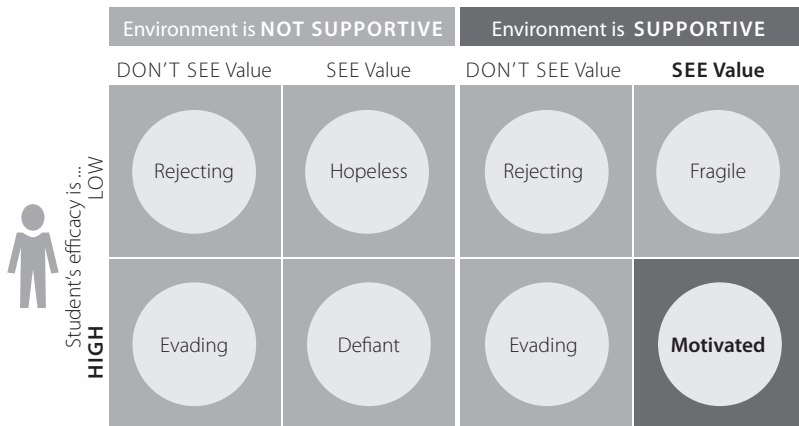 Environment is NOT SUPPORTIVE
Environment is SUPPORTIVE
DON'T SEE Value
SEE Value
DON'T SEE Value
SEE Value
Student's efficacy is ...
LOW
Rejecting
Hopeless
Rejecting
Fragile
HIGH
Evading
Defiant
Evading
Motivated